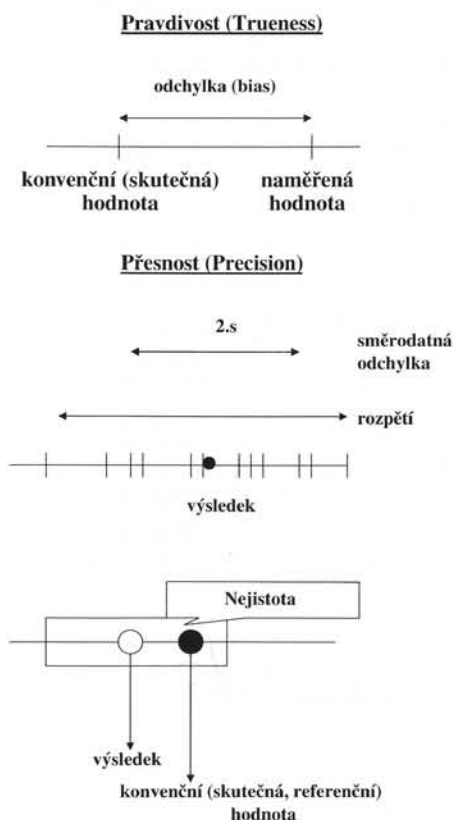 Pravdivost (Trueness)
odchylka (bias)
konvenční (skutečná)
hodnota
naměřená
hodnota
Přesnost (Precision)
2.s
směrodatná
odchylka
rozpětí
výsledek
Nejistota
výsledek
konvenční (skutečná, referenční)
hodnota